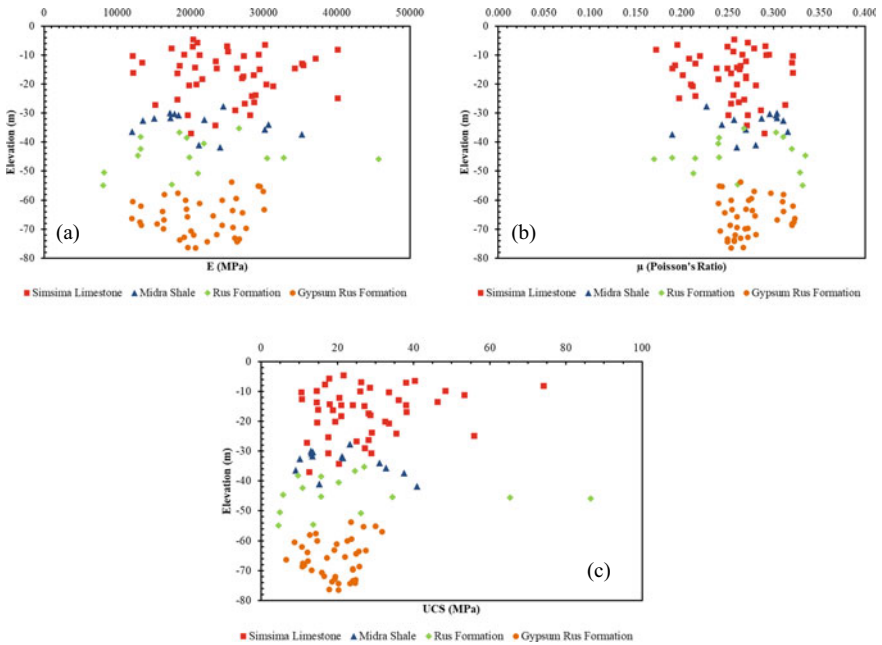 0 10000 20000 30000 40000 50000
0
-10
-20
-30
-40
-50
-60
-70
-80
Elevation (m)
(a)
E (MPa)
Simsima Limestone Midra Shale Rus Formation Gypsum Rus Formation
0.000 0.050 0.100 0.150 0.200 0.250 0.300 0.350 0.400
0
-10
-20
-30
-40
-50
-60
-70
-80
Elevation (m)
(b)
μ (Poisson's Ratio)
Simsima Limestone Midra Shale Rus Formation Gypsum Rus Formation
0 20 40 60 80 100
0
-10
-20
-30
-40
-50
-60
-70
-80
Elevation (m)
(c)
UCS (MPa)
Simsima Limestone Midra Shale Rus Formation Gypsum Rus Formation